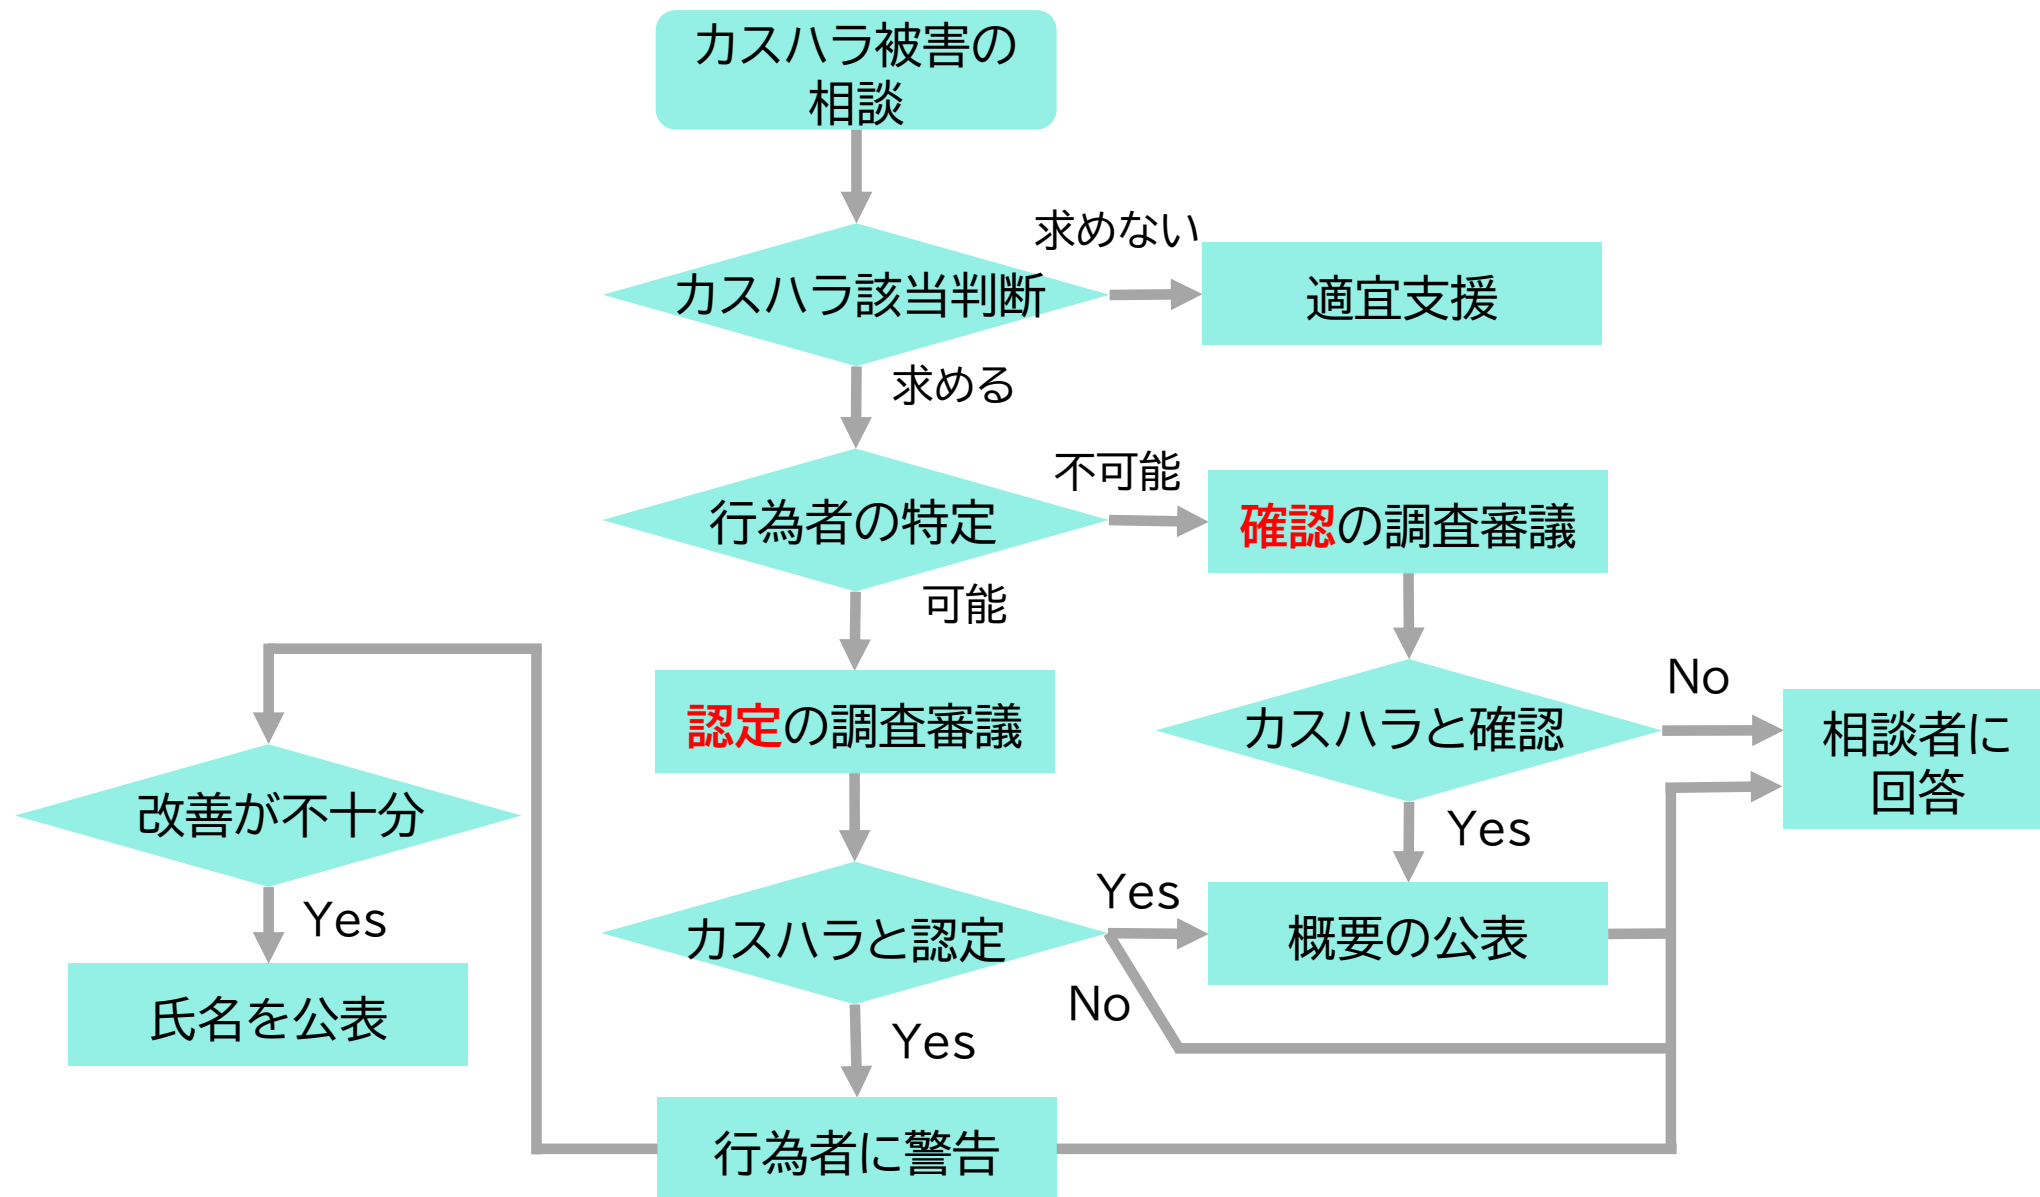 カスハラ被害の
相談
求めない
カスハラ該当判断
適宜支援
求める
不可能
行為者の特定
確認の調査審議
可能
認定の調査審議
カスハラと確認
No
相談者に
回答
改善が不十分
Yes
Yes
Yes
カスハラと認定
概要の公表
No
氏名を公表
Yes
行為者に警告